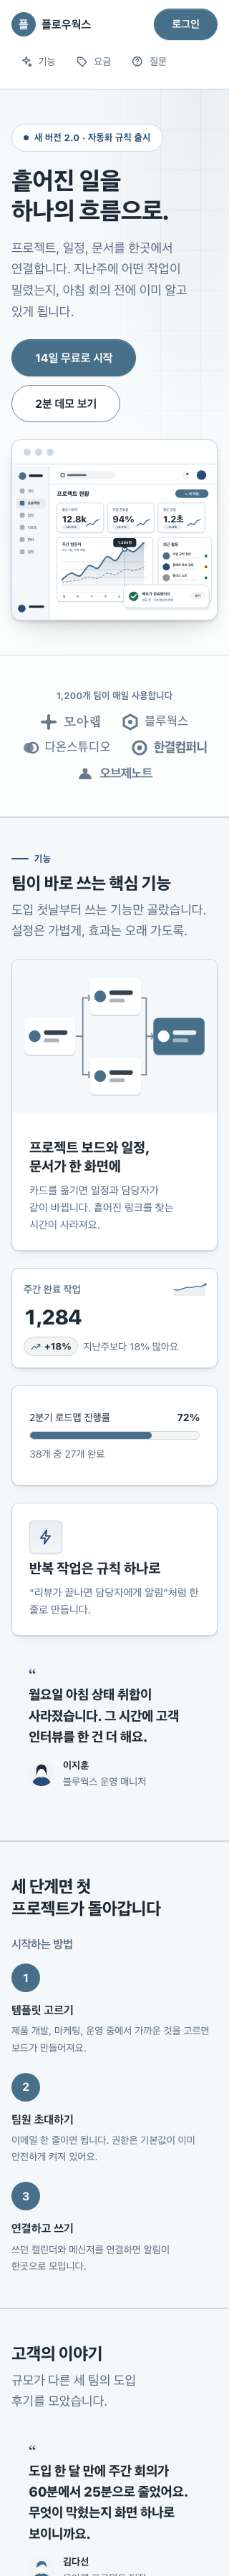 플 플로우웍스
로그인
기능 요금 질문
새 버전 2.0 · 자동화 규칙 출시
흩어진 일을
하나의 흐름으로.
프로젝트, 일정, 문서를 한곳에서
연결합니다. 지난주에 어떤 작업이
밀렸는지, 아침 회의 전에 이미 알고
있게 됩니다.
14일 무료로 시작
2분 데모 보기
프로젝트 현황
12.8k 94% 1.2초
1,200개 팀이 매일 사용합니다
모아랩 블루웍스
다온스튜디오 한결컴퍼니
오브제노트
기능
팀이 바로 쓰는 핵심 기능
도입 첫날부터 쓰는 기능만 골랐습니다.
설정은 가볍게, 효과는 오래 가도록.
프로젝트 보드와 일정,
문서가 한 화면에
카드를 옮기면 일정과 담당자가
같이 바뀝니다. 흩어진 링크를 찾는
시간이 사라져요.
주간 완료 작업
1,284
+18% 지난주보다 18% 많아요
2분기 로드맵 진행률 72%
38개 중 27개 완료
반복 작업은 규칙 하나로
“리뷰가 끝나면 담당자에게 알림”처럼 한
줄로 만듭니다.
“
월요일 아침 상태 취합이
사라졌습니다. 그 시간에 고객
인터뷰를 한 건 더 해요.
이지훈
블루웍스 운영 매니저
세 단계면 첫
프로젝트가 돌아갑니다
시작하는 방법
1
템플릿 고르기
제품 개발, 마케팅, 운영 중에서 가까운 것을 고르면
보드가 만들어져요.
2
팀원 초대하기
이메일 한 줄이면 됩니다. 권한은 기본값이 이미
안전하게 켜져 있어요.
3
연결하고 쓰기
쓰던 캘린더와 메신저를 연결하면 알림이
한곳으로 모입니다.
고객의 이야기
규모가 다른 세 팀의 도입
후기를 모았습니다.
“
도입 한 달 만에 주간 회의가
60분에서 25분으로 줄었어요.
무엇이 막혔는지 화면 하나로
보이니까요.
김다선